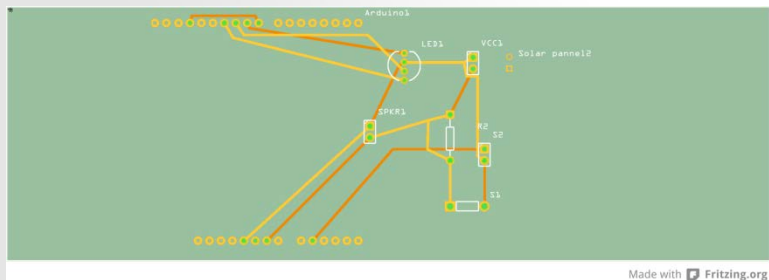 Arduino1
LED1
VCC1
Solar pannel2
SPKR1
R2
S2
S1
Made with Fritzing.org